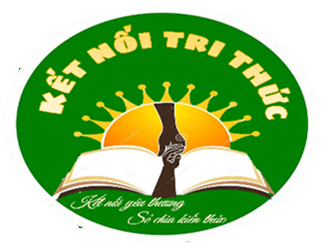 KẾT NỐI TRI THỨC
Kết nối yêu thương
Sẻ chia kiến thức